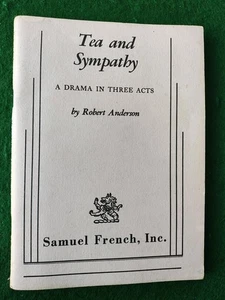 Tea and
Sympathy
A DRAMA IN THREE ACTS
by Robert Anderson
Samuel French, Inc.